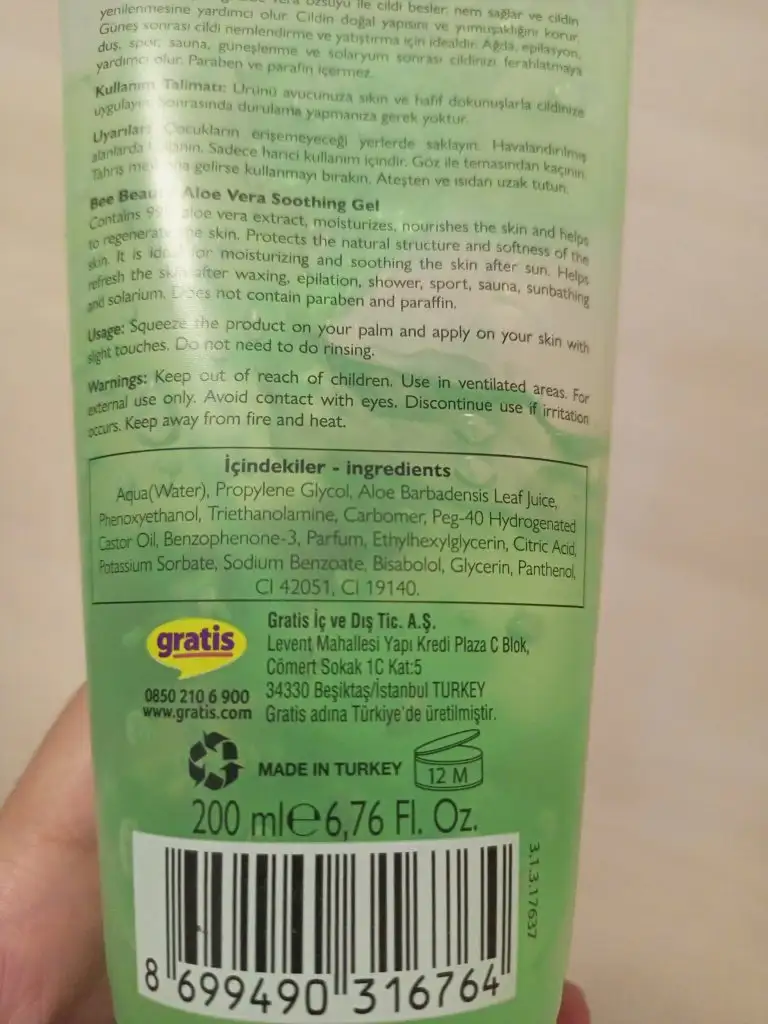 özsuyu ile cildi besler, nem sağlar ve cildin
yenilenmesine yardımcı olur. Cildin doğal yapısını ve yumuşaklığını korur.
Güneş sonrası cildi nemlendirme ve yatıştırma için idealdir. Ağda, epilasyon,
duş, spor, sauna, güneşlenme ve solaryum sonrası cildinizi ferahlatmaya
yardımcı olur. Paraben ve parafin içermez.
Kullanım Talimatı: Ürünü avucunuza sıkın ve hafif dokunuşlarla cildinize
sonrasında durulama yapmanıza gerek yoktur.
Çocukların erişemeyeceği yerlerde saklayın. Havalandırılmış
alanlarda Sadece harici kullanım içindir. Göz ile temasından kaçının.
Tahriş gelirse kullanmayı bırakın. Ateşten ve ısıdan uzak tutun.
Bee Aloe Vera Soothing Gel
Contains aloe vera extract, moisturizes, nourishes the skin and helps
to the skin. Protects the natural structure and softness of the
skin. It is for moisturizing and soothing the skin after sun. Helps
refresh the after waxing, epilation, shower, sport, sauna, sunbathing
and solarium. Does not contain paraben and paraffin.
Usage: Squeeze the product on your palm and apply on your skin with
slight touches. Do not need to do rinsing.
Warnings: Keep out of reach of children. Use in ventilated areas. For
external use only. Avoid contact with eyes. Discontinue use if irritation
occurs. Keep away from fire and heat.
İçindekiler - ingredients
Aqua(Water), Propylene Glycol, Aloe Barbadensis Leaf Juice,
Phenoxyethanol, Triethanolamine, Carbomer, Peg-40 Hydrogenated
Castor Oil, Benzophenone-3, Parfum, Ethylhexylglycerin, Citric Acid,
Potassium Sorbate, Sodium Benzoate, Bisabolol, Glycerin, Panthenol,
CI 42051, CI 19140.
gratis
0850 210 6 900
www.gratis.com
Gratis İç ve Dış Tic. A.Ş.
Levent Mahallesi Yapı Kredi Plaza C Blok,
Cömert Sokak 1C Kat:5
34330 Beşiktaş/İstanbul TURKEY
Gratis adına Türkiye'de üretilmiştir.
MADE IN TURKEY
12 M
200 ml℮6,76 Fl. Oz.
3.1.3.17637
8 699490 316764